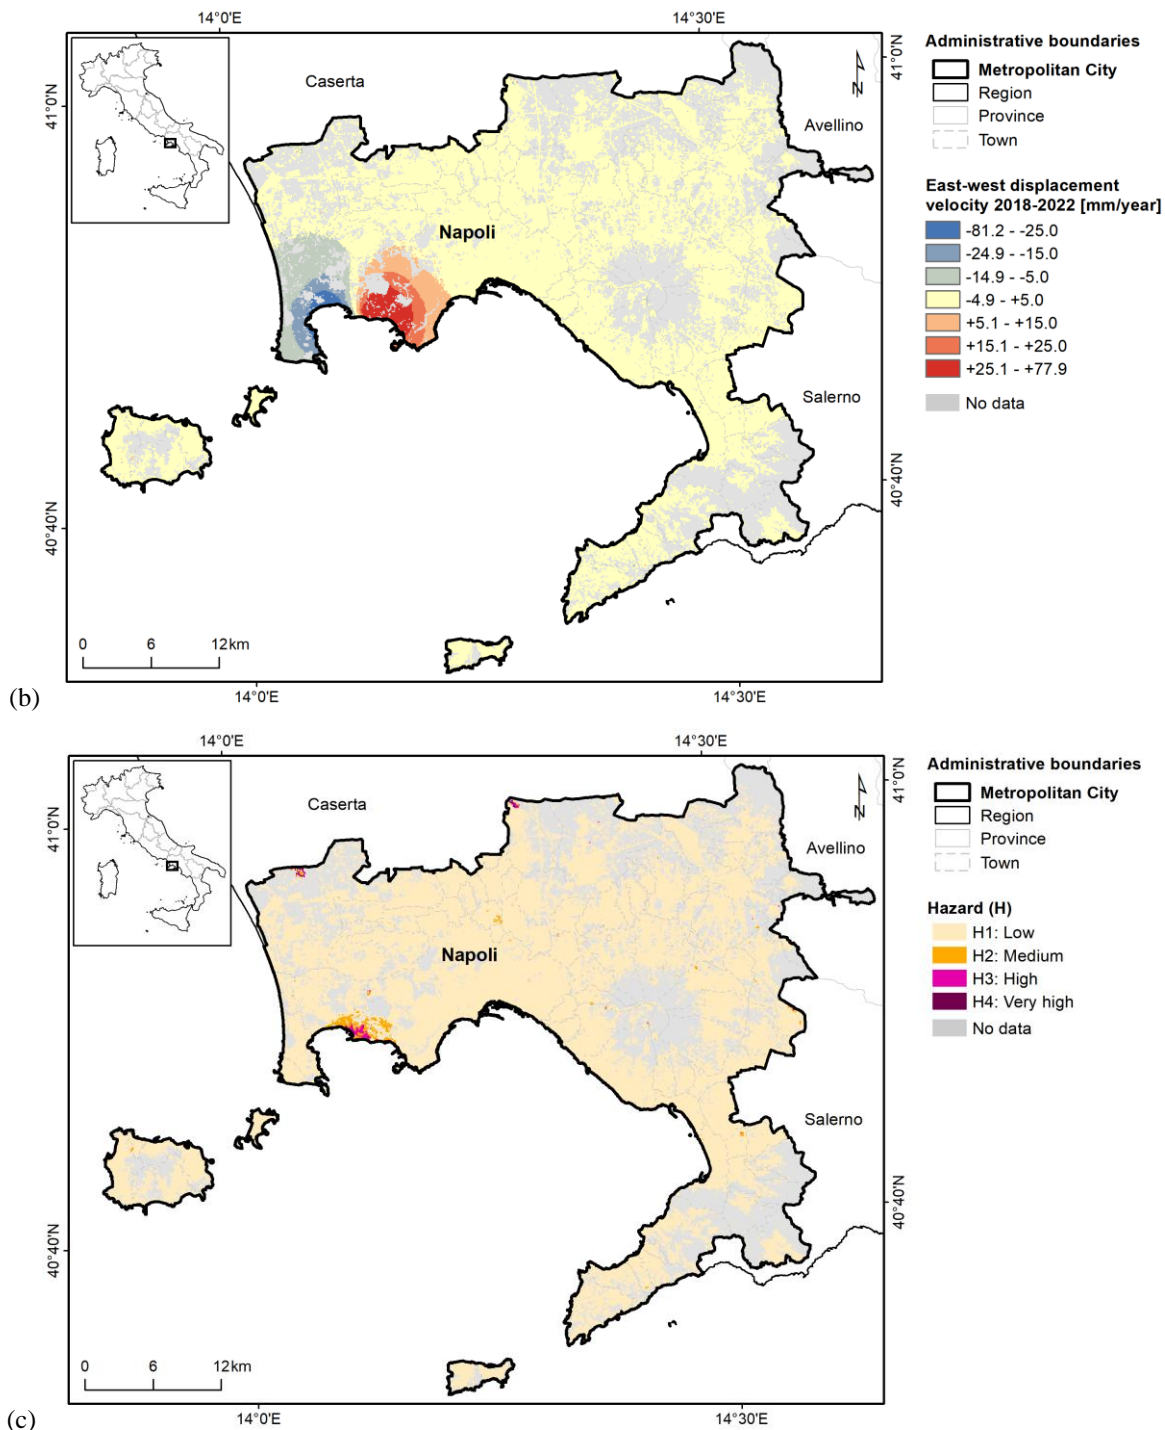 14°0'E
14°30'E
Caserta
N
41°0'N
41°0'N
Avellino
Napoli
Salerno
40°40'N
40°40'N
0 6 12km
14°0'E
14°30'E
Administrative boundaries
Metropolitan City
Region
Province
Town
East-west displacement
velocity 2018-2022 [mm/year]
-81.2 - -25.0
-24.9 - -15.0
-14.9 - -5.0
-4.9 - +5.0
+5.1 - +15.0
+15.1 - +25.0
+25.1 - +77.9
No data
(b)
14°0'E
14°30'E
Caserta
N
41°0'N
41°0'N
Avellino
Napoli
Salerno
40°40'N
40°40'N
0 6 12km
14°0'E
14°30'E
Administrative boundaries
Metropolitan City
Region
Province
Town
Hazard (H)
H1: Low
H2: Medium
H3: High
H4: Very high
No data
(c)